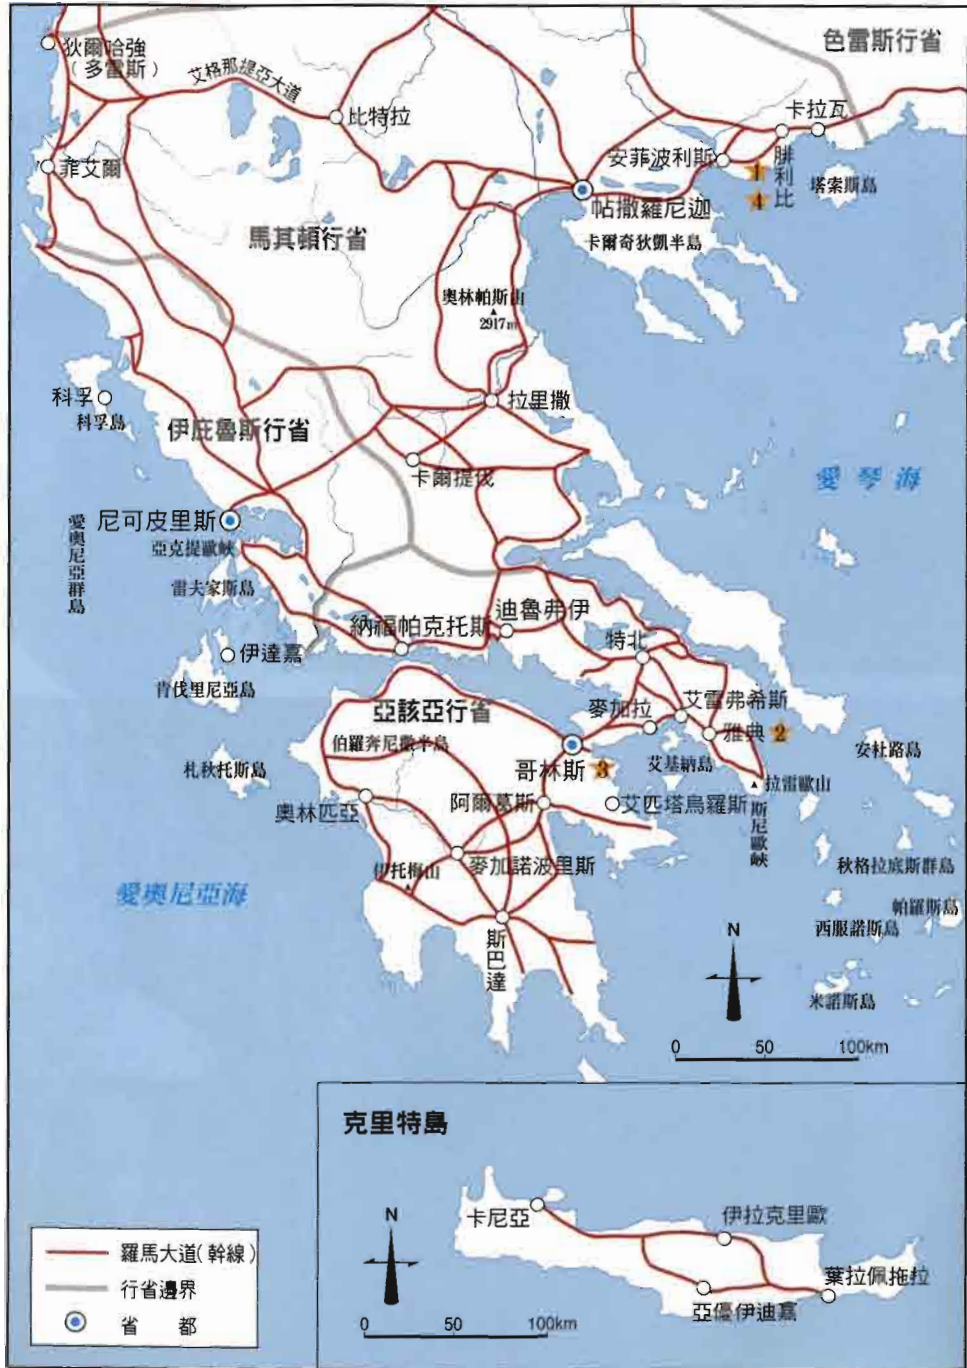 色雷斯行省
狄爾哈強
(多雷斯)
艾格那提亞大道
比特拉
卡拉瓦
安菲波利斯
腓利比
1
4
塔索斯島
菲艾爾
帖撒羅尼迦
卡爾奇狄凱半島
馬其頓行省
奧林帕斯山
2917m
科孚
科孚島
拉里撒
伊庇魯斯行省
卡爾提伐
愛琴海
尼可皮里斯
亞克提歐峽
愛奧尼亞群島
雷夫家斯島
迪魯弗伊
納福帕克托斯
特北
伊達嘉
肯伐里尼亞島
亞該亞行省
伯羅奔尼撒半島
麥加拉
艾雷弗希斯
雅典 2
安杜路島
札秋托斯島
哥林斯 3
艾基納島
拉雷歐山
奧林匹亞
阿爾葛斯
艾匹塔烏羅斯
斯尼歐峽
伊托梅山
麥加諾波里斯
秋格拉底斯群島
愛奧尼亞海
帕羅斯島
西服諾斯島
斯巴達
N
米諾斯島
0 50 100km
克里特島
N
卡尼亞
伊拉克里歐
葉拉佩拖拉
亞優伊迪嘉
0 50 100km
羅馬大道(幹線)
行省邊界
省都